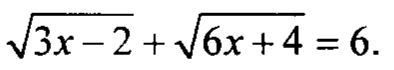 √(3x − 2) + √(6x + 4) = 6.